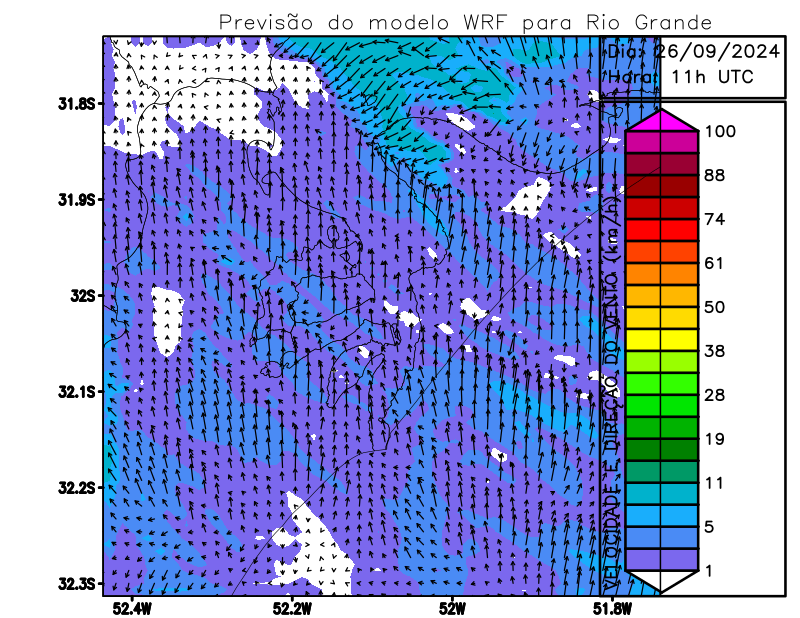 Previsão do modelo WRF para Rio Grande
Dia: 26/09/2024
Hora: 11h UTC
31.8S
31.9S
32S
32.1S
32.2S
32.3S
52.4W
52.2W
52W
51.8W
VELOCIDADE E DIREÇÃO DO VENTO (km/h)
100
88
74
61
50
38
28
19
11
5
1